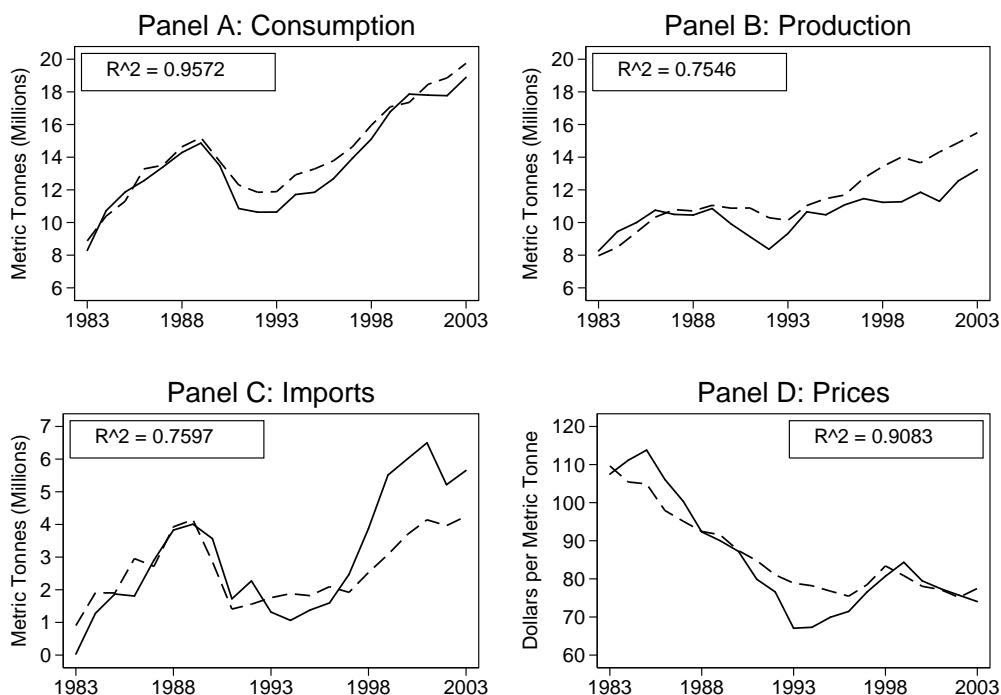 Panel A: Consumption
R^2 = 0.9572
Metric Tonnes (Millions)
20
18
16
14
12
10
8
6
1983 1988 1993 1998 2003
Panel B: Production
R^2 = 0.7546
Metric Tonnes (Millions)
20
18
16
14
12
10
8
6
1983 1988 1993 1998 2003
Panel C: Imports
R^2 = 0.7597
Metric Tonnes (Millions)
7
6
5
4
3
2
1
0
1983 1988 1993 1998 2003
Panel D: Prices
R^2 = 0.9083
Dollars per Metric Tonne
120
110
100
90
80
70
60
1983 1988 1993 1998 2003